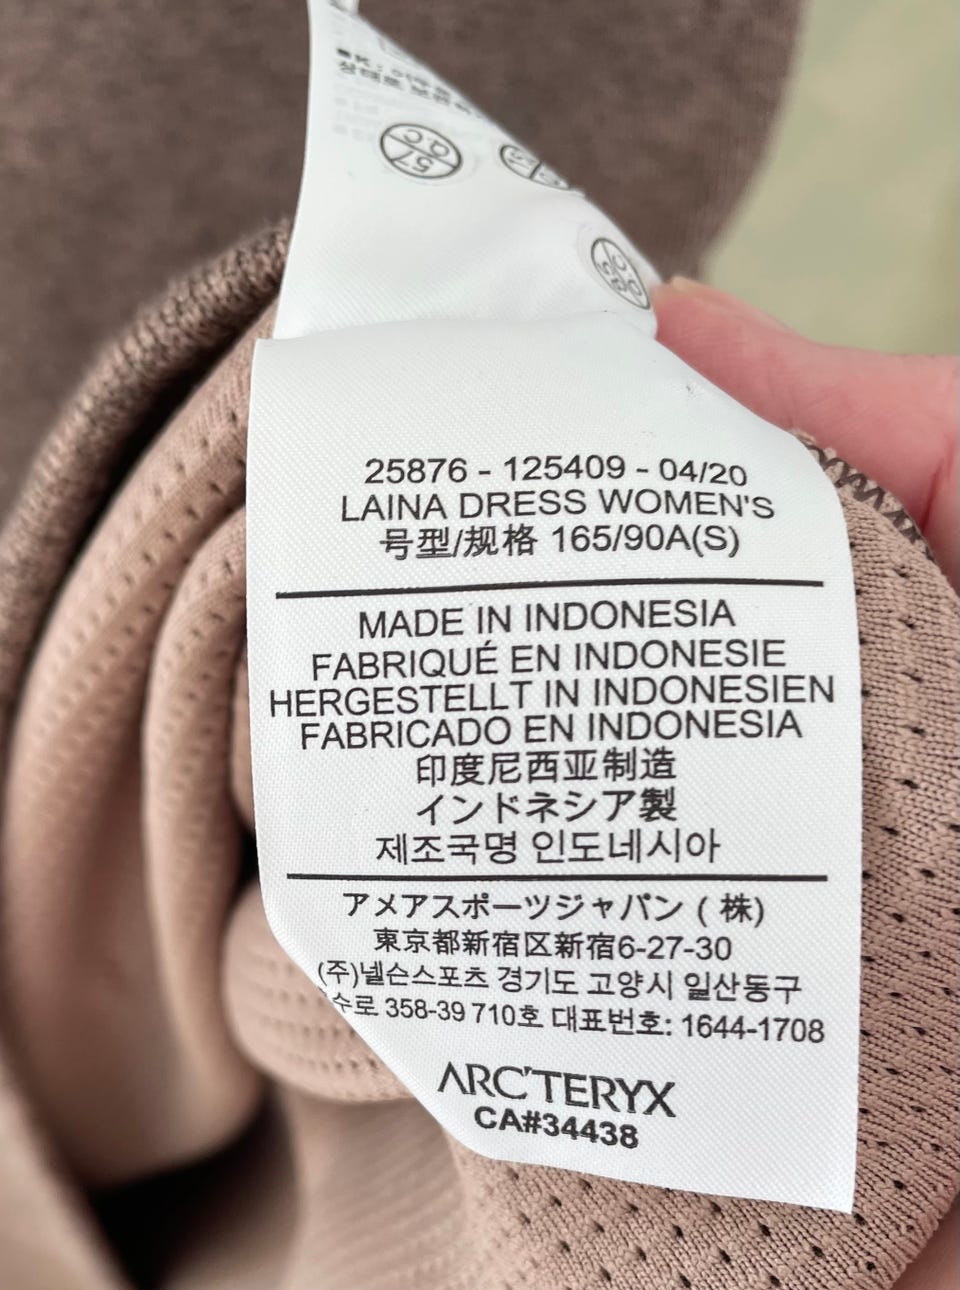 57
Q.C
25876 - 125409 - 04/20
LAINA DRESS WOMEN'S
号型/规格 165/90A(S)
MADE IN INDONESIA
FABRIQUÉ EN INDONESIE
HERGESTELLT IN INDONESIEN
FABRICADO EN INDONESIA
印度尼西亚制造
インドネシア製
제조국명 인도네시아
アメアスポーツジャパン ( 株)
東京都新宿区新宿6-27-30
(주)넬슨스포츠 경기도 고양시 일산동구
358-39 710호 대표번호: 1644-1708
ARC'TERYX
CA#34438